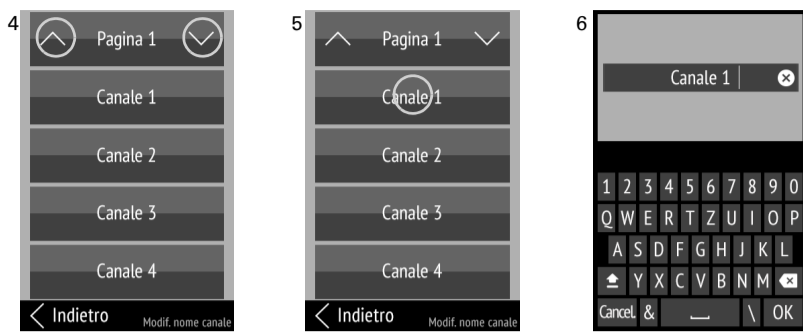 4
Pagina 1
Canale 1
Canale 2
Canale 3
Canale 4
Indietro
Modif. nome canale
5
Pagina 1
Canale 1
Canale 2
Canale 3
Canale 4
Indietro
Modif. nome canale
6
Canale 1
1 2 3 4 5 6 7 8 9 0
Q W E R T Z U I O P
A S D F G H J K L
Y X C V B N M
Cancel. & \ OK